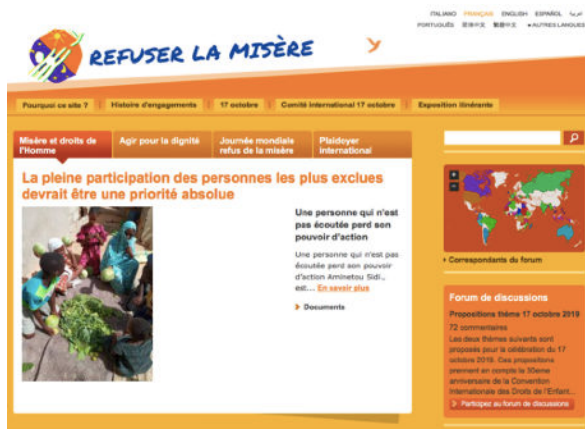 ITALIANO FRANÇAIS ENGLISH ESPAÑOL عربية
PORTUGUÊS 简体中文 繁體中文 AUTRES LANGUES
REFUSER LA MISÈRE
Pourquoi ce site ? Histoire d'engagements 17 octobre Comité International 17 octobre Exposition itinérante
Misère et droits de
l'Homme
Agir pour la dignité
Journée mondiale
refus de la misère
Plaidoyer
international
La pleine participation des personnes les plus exclues
devrait être une priorité absolue
Une personne qui n'est
pas écoutée perd son
pouvoir d'action
Une personne qui n'est pas
écoutée perd son pouvoir
d'action Aminetou Sidi.,
est... En savoir plus
Documents
+
-
Correspondants du forum
Forum de discussions
Propositions thème 17 octobre 2019
72 commentaires
Les deux thèmes suivants sont
proposés pour la célébration du 17
octobre 2019. Ces propositions
prennent en compte le 30eme
anniversaire de la Convention
Internationale des Droits de l'Enfant...
Participez au forum de discussions